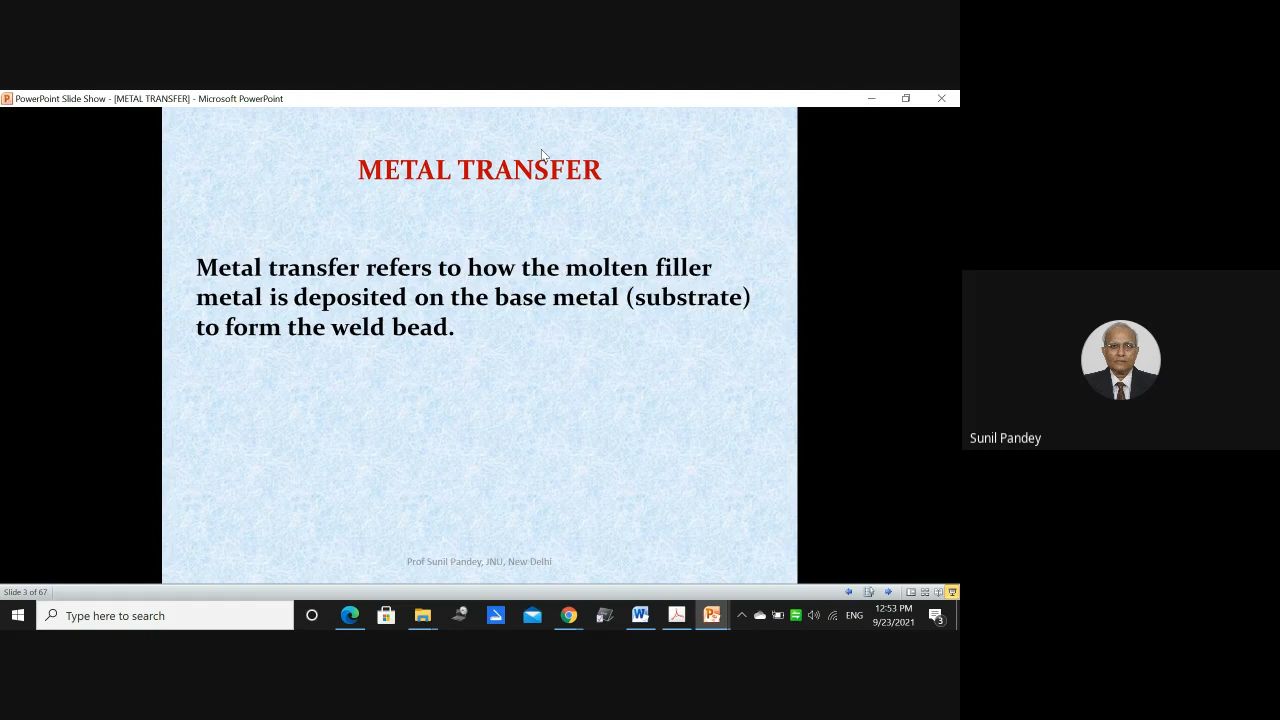 PowerPoint Slide Show - [METAL TRANSFER] - Microsoft PowerPoint
METAL TRANSFER
Metal transfer refers to how the molten filler
metal is deposited on the base metal (substrate)
to form the weld bead.
Prof Sunil Pandey, JNU, New Delhi
Sunil Pandey
Slide 3 of 67
Type here to search
ENG
12:53 PM
9/23/2021
3